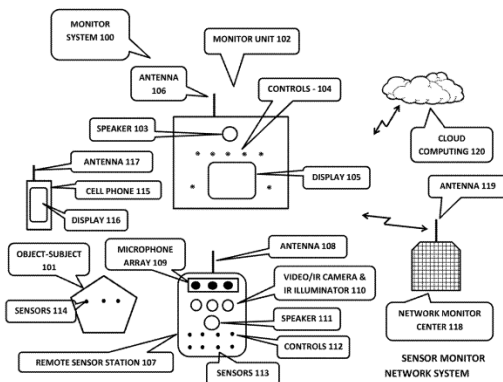 MONITOR
SYSTEM 100
MONITOR UNIT 102
ANTENNA
106
CONTROLS - 104
SPEAKER 103
CLOUD
COMPUTING 120
ANTENNA 117
CELL PHONE 115
DISPLAY 105
ANTENNA 119
DISPLAY 116
OBJECT-SUBJECT
101
MICROPHONE
ARRAY 109
ANTENNA 108
VIDEO/IR CAMERA &
IR ILLUMINATOR 110
SENSORS 114
SPEAKER 111
NETWORK MONITOR
CENTER 118
CONTROLS 112
REMOTE SENSOR STATION 107
SENSORS 113
SENSOR MONITOR
NETWORK SYSTEM